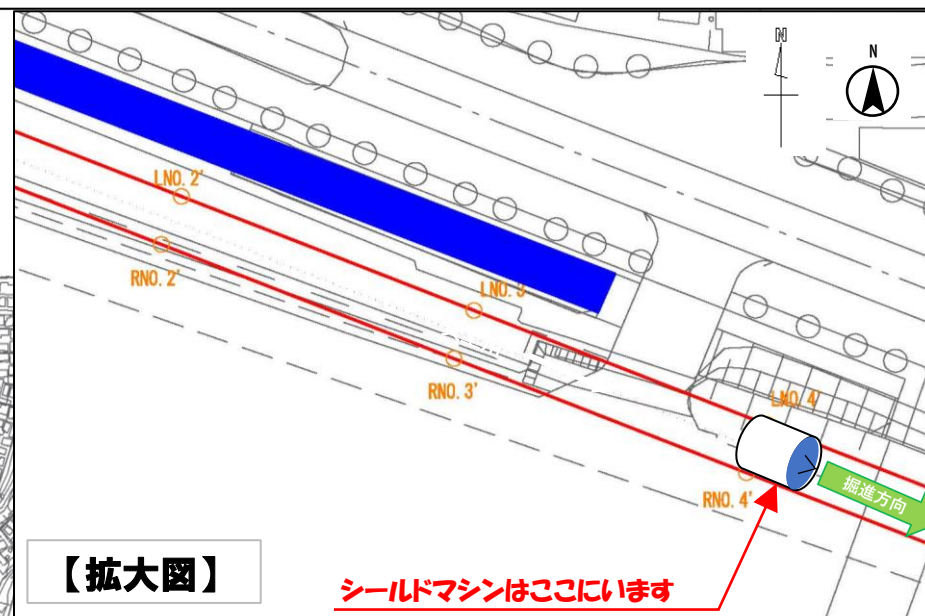 N
N
LNO. 2'
RNO. 2'
LNO. 3'
RNO. 3'
LNO. 4'
RNO. 4'
掘進方向
【拡大図】
シールドマシンはここにいます